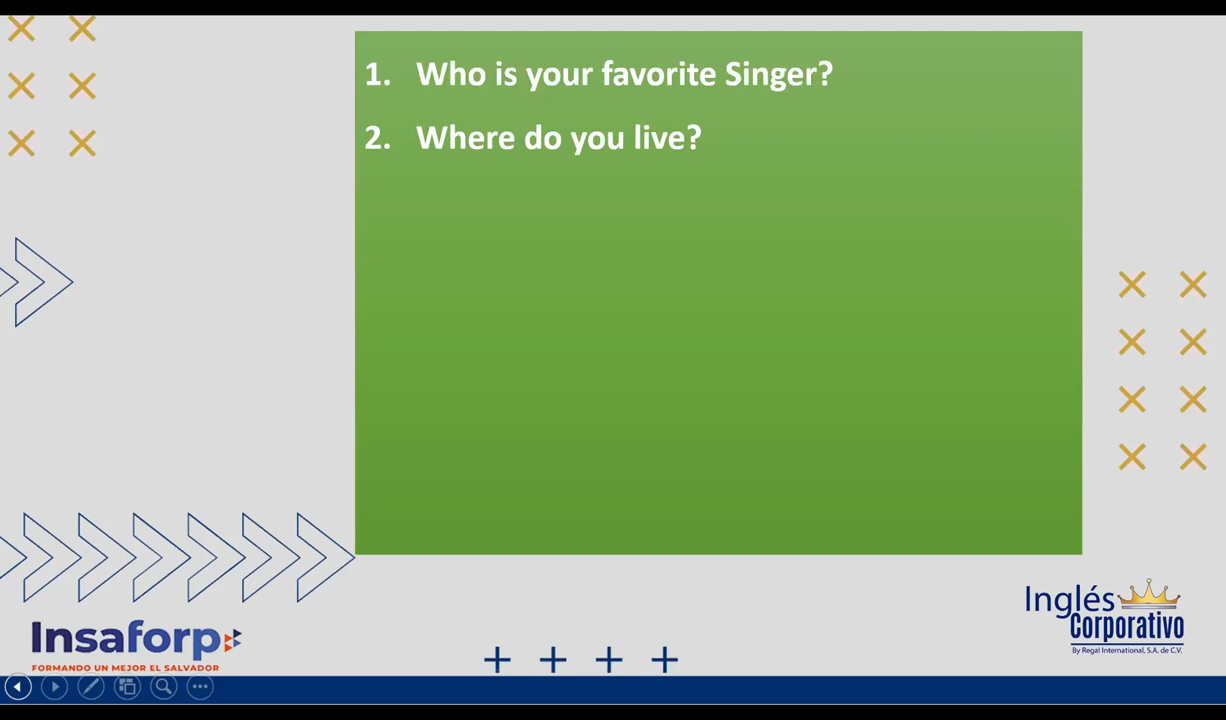 1. Who is your favorite Singer?
2. Where do you live?
Insaforp
FORMANDO UN MEJOR EL SALVADOR
Inglés
Corporativo
By Regal International, S.A. de C.V.